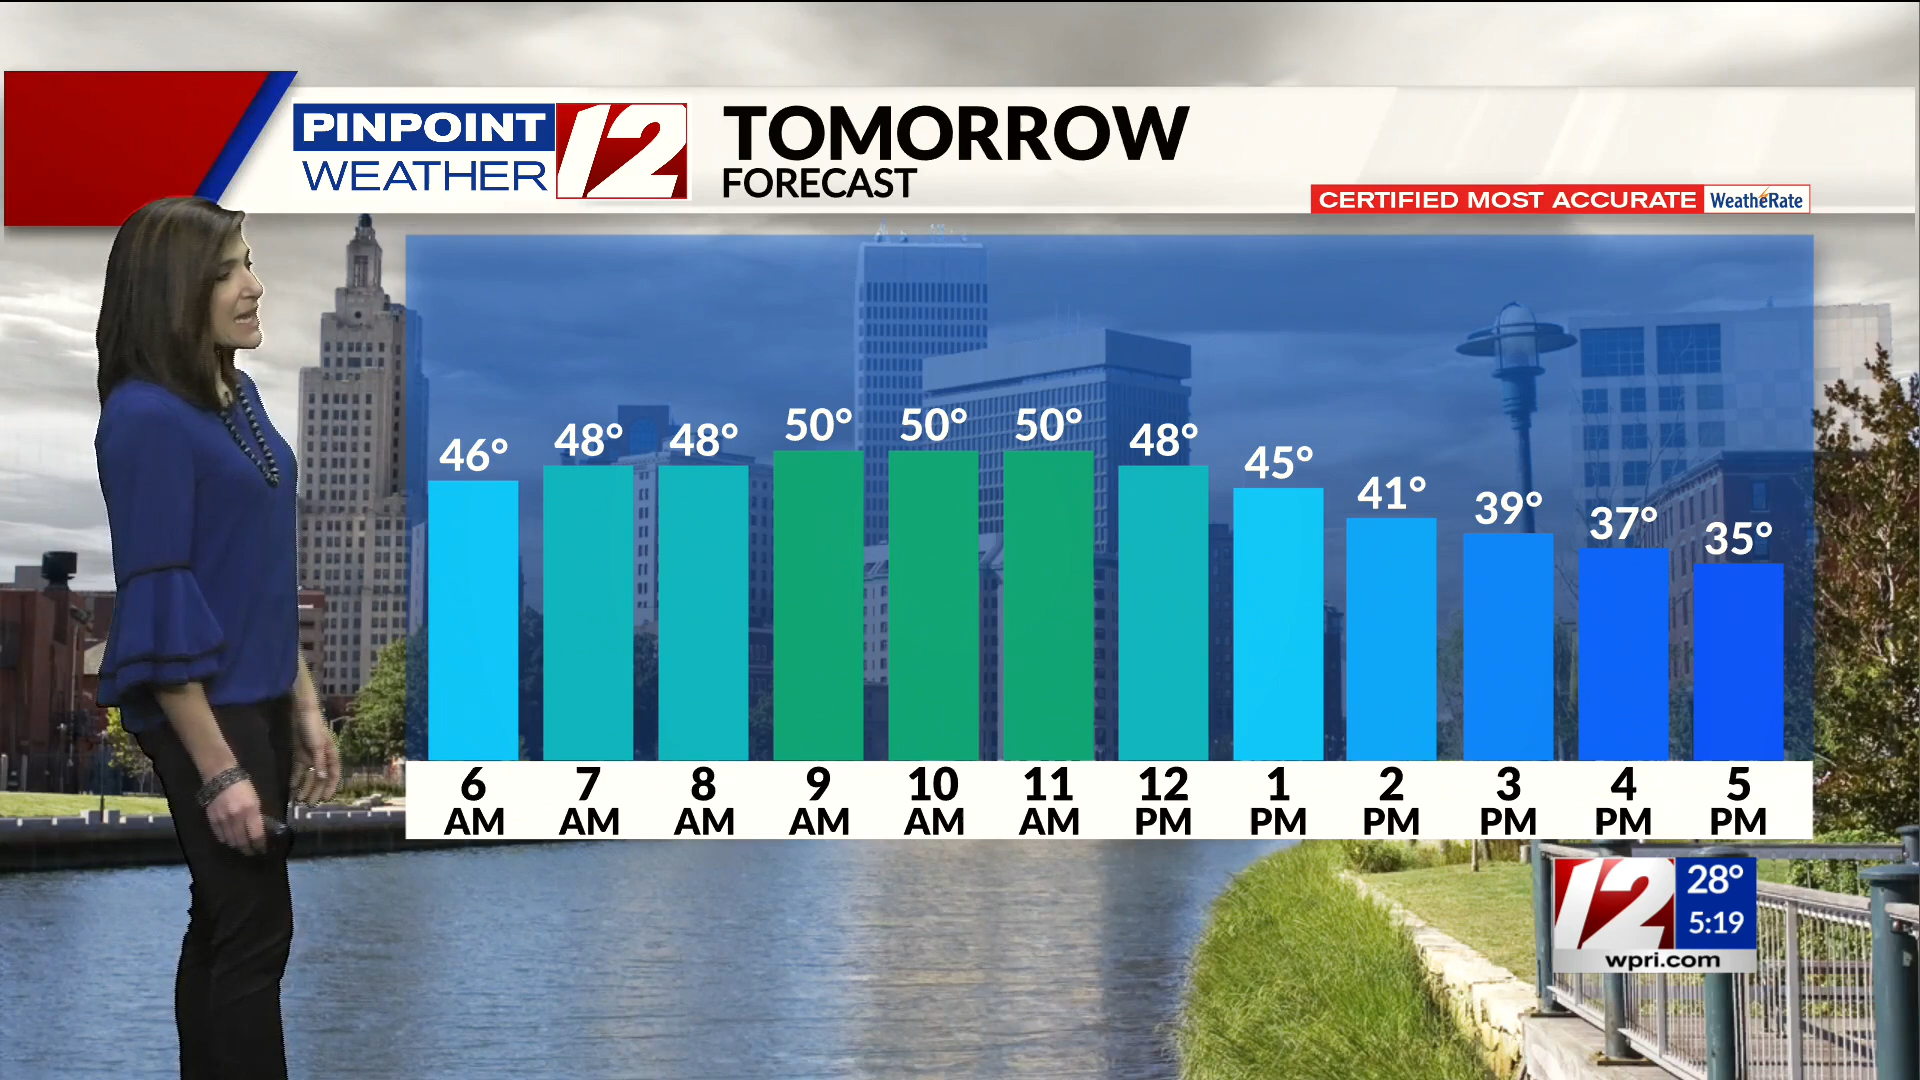 PINPOINT
WEATHER
12
TOMORROW
FORECAST
CERTIFIED MOST ACCURATE WeatheRate
46° 48° 48° 50° 50° 50° 48° 45° 41° 39° 37° 35°
6 7 8 9 10 11 12 1 2 3 4 5
AM AM AM AM AM AM PM PM PM PM PM PM
12
28°
5:19
wpri.com